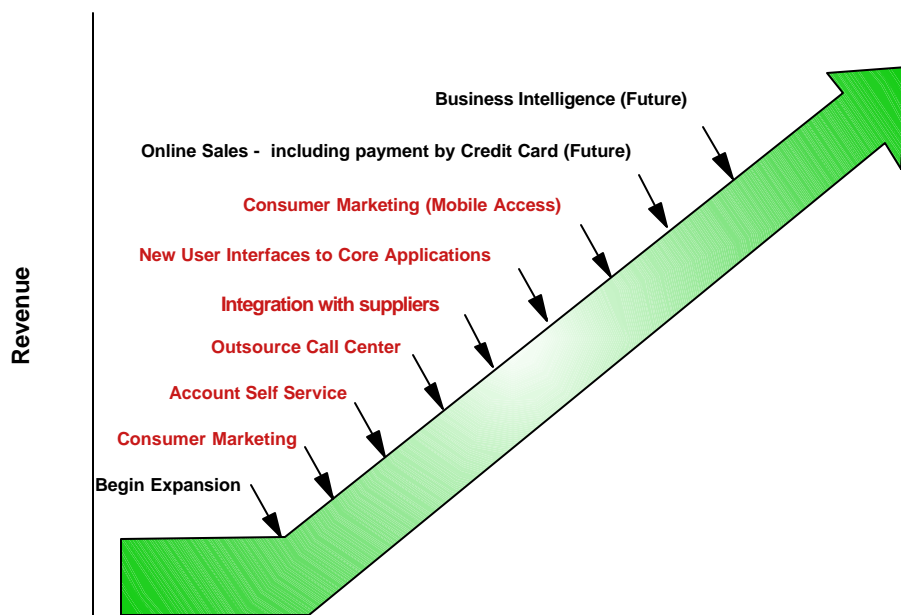 Business Intelligence (Future)
Online Sales - including payment by Credit Card (Future)
Consumer Marketing (Mobile Access)
New User Interfaces to Core Applications
Integration with suppliers
Outsource Call Center
Account Self Service
Consumer Marketing
Begin Expansion
Revenue